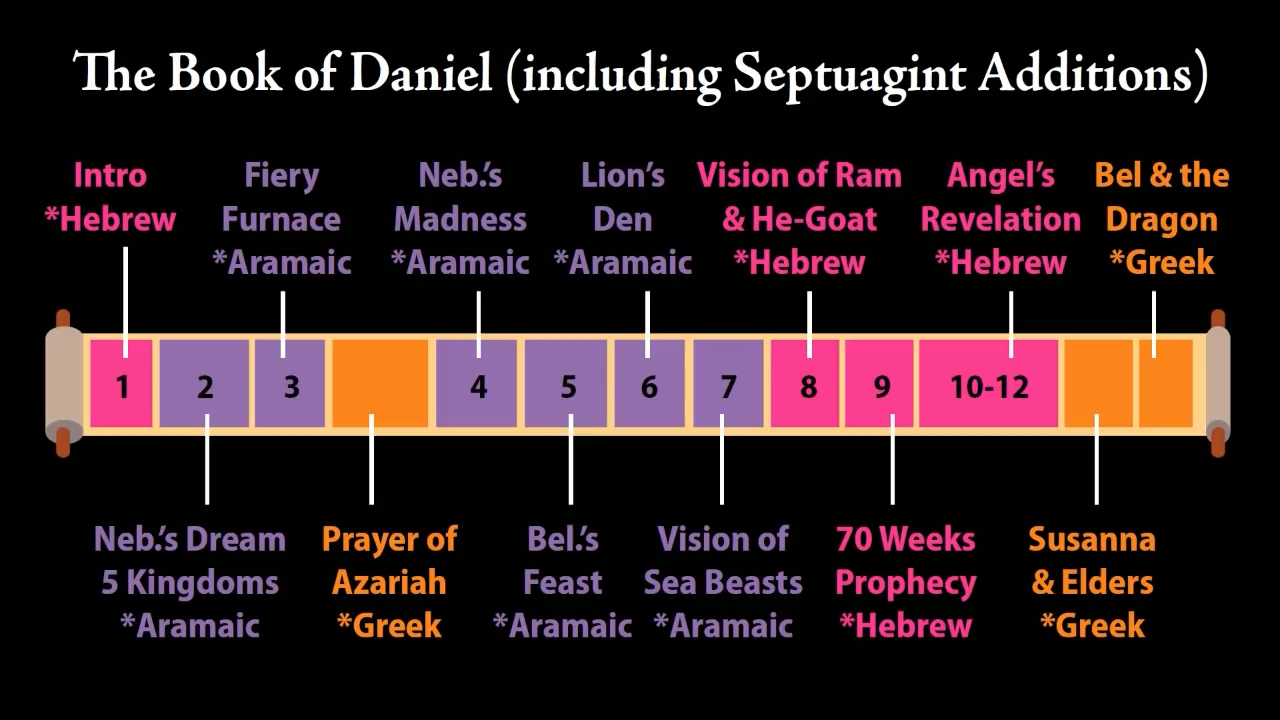 The Book of Daniel (including Septuagint Additions)
Intro
*Hebrew
Fiery
Furnace
*Aramaic
Neb.'s
Madness
*Aramaic
Lion's
Den
*Aramaic
Vision of Ram
& He-Goat
*Hebrew
Angel's
Revelation
*Hebrew
Bel & the
Dragon
*Greek
1 2 3 4 5 6 7 8 9 10-12
Neb.'s Dream
5 Kingdoms
*Aramaic
Prayer of
Azariah
*Greek
Bel.'s
Feast
*Aramaic
Vision of
Sea Beasts
*Aramaic
70 Weeks
Prophecy
*Hebrew
Susanna
& Elders
*Greek